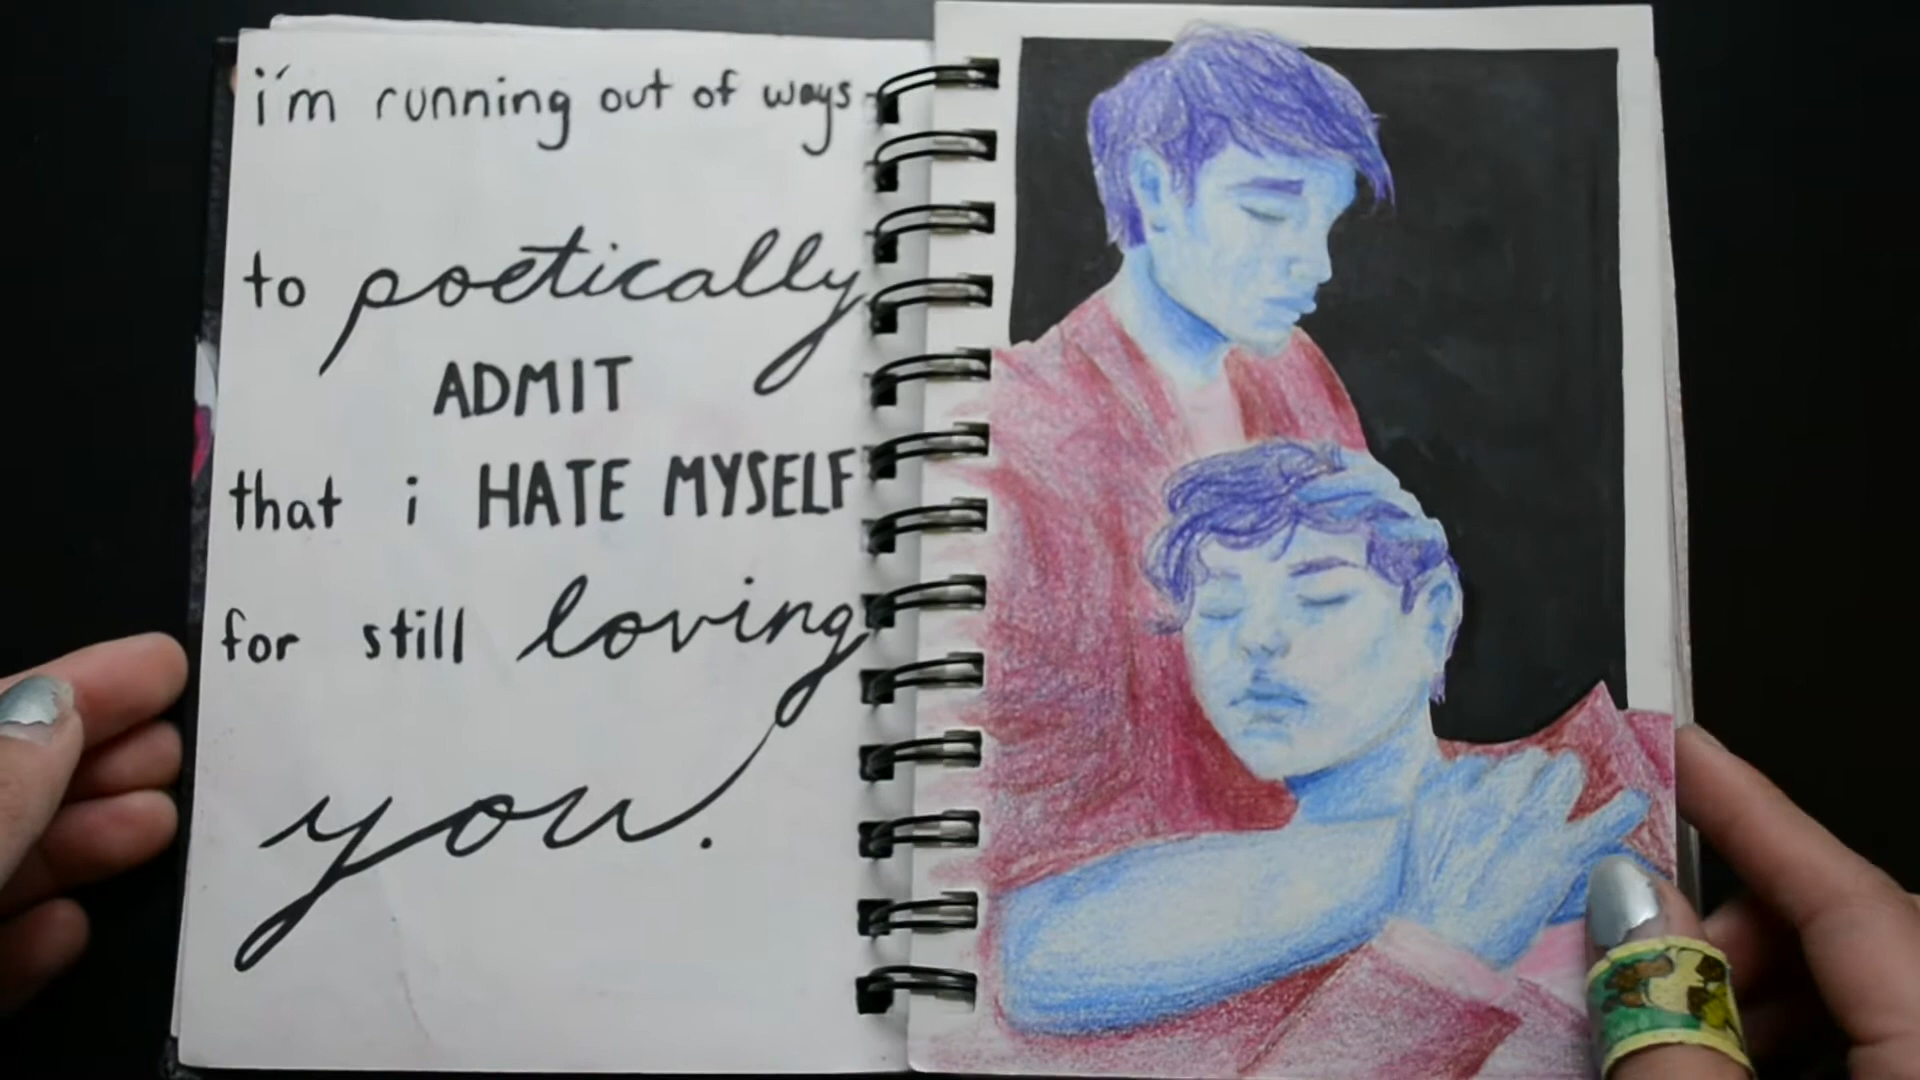 i'm running out of ways
to poetically
ADMIT
that i HATE MYSELF
for still loving
you.